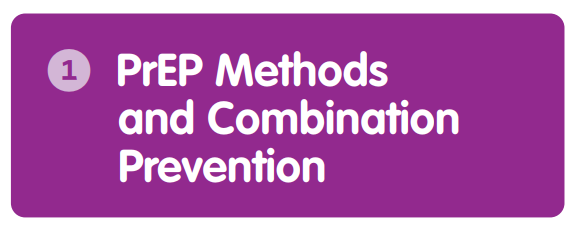 1 PrEP Methods
and Combination
Prevention